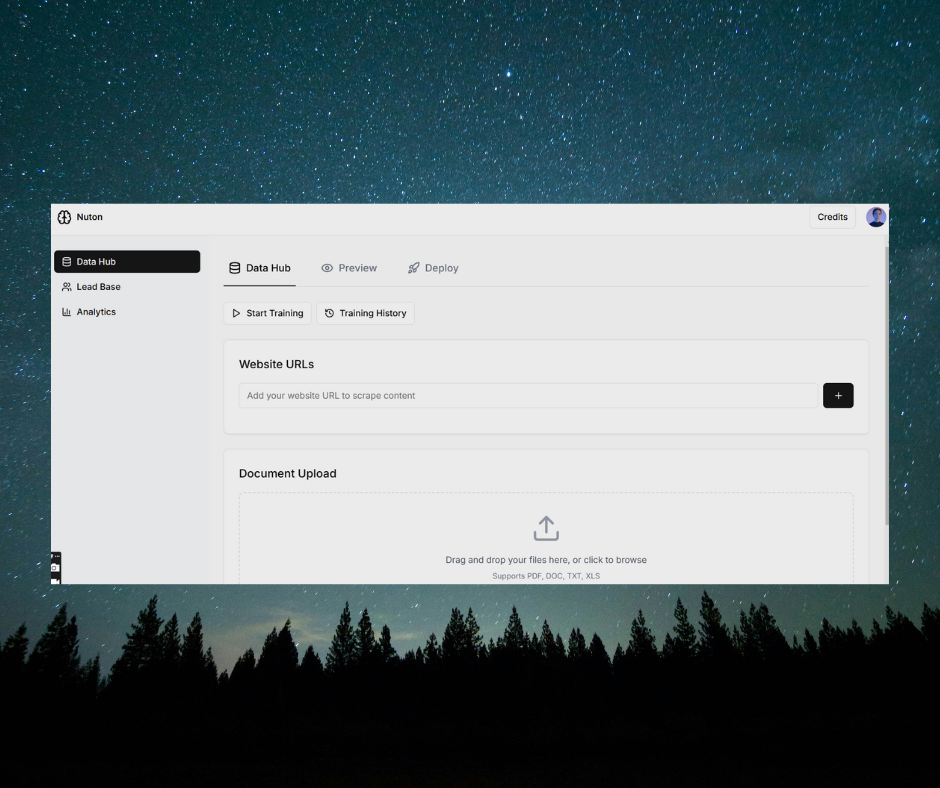 Nuton
Credits
Data Hub
Lead Base
Analytics
Data Hub
Preview
Deploy
Start Training
Training History
Website URLs
Add your website URL to scrape content
+
Document Upload
Drag and drop your files here, or click to browse
Supports PDF, DOC, TXT, XLS